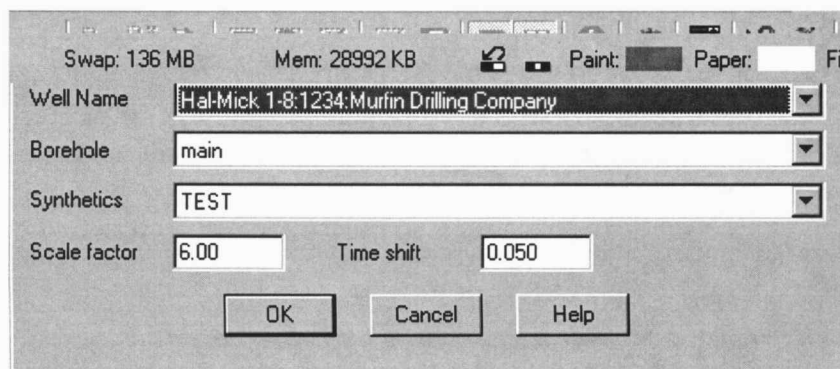 Swap: 136 MB Mem: 28992 KB Paint: Paper:
Well Name Hal-Mick 1-8:1234:Murfin Drilling Company
Borehole main
Synthetics TEST
Scale factor 6.00 Time shift 0.050
OK Cancel Help